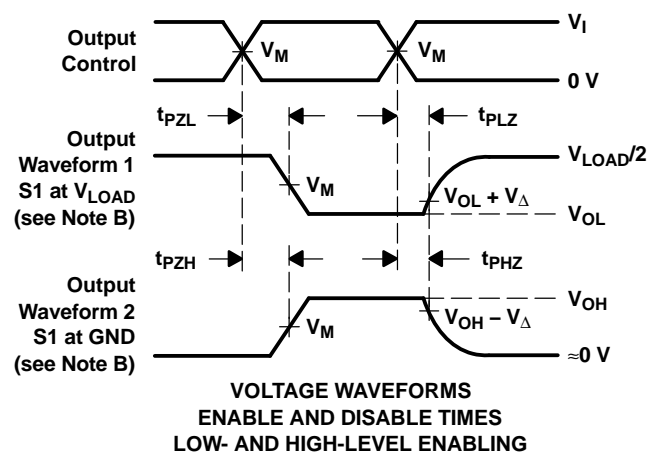 Output
Control
V_M
V_M
V_I
0 V
t_PZL
t_PLZ
Output
Waveform 1
S1 at V_LOAD
(see Note B)
V_M
V_LOAD/2
V_OL + V_Δ
V_OL
t_PZH
t_PHZ
Output
Waveform 2
S1 at GND
(see Note B)
V_M
V_OH
V_OH − V_Δ
≈0 V
VOLTAGE WAVEFORMS
ENABLE AND DISABLE TIMES
LOW- AND HIGH-LEVEL ENABLING